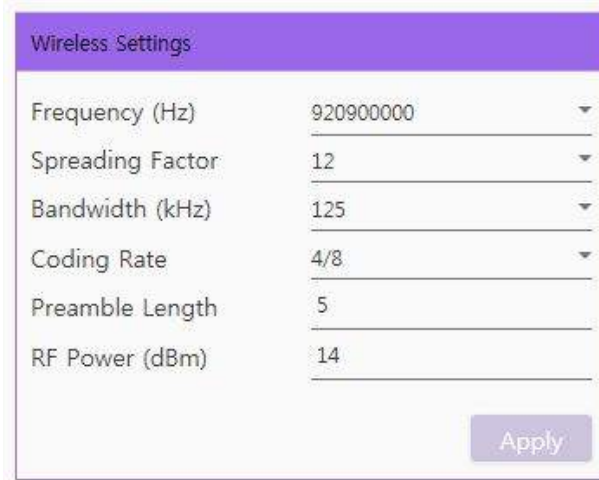 Wireless Settings
Frequency (Hz) 920900000
Spreading Factor 12
Bandwidth (kHz) 125
Coding Rate 4/8
Preamble Length 5
RF Power (dBm) 14
Apply